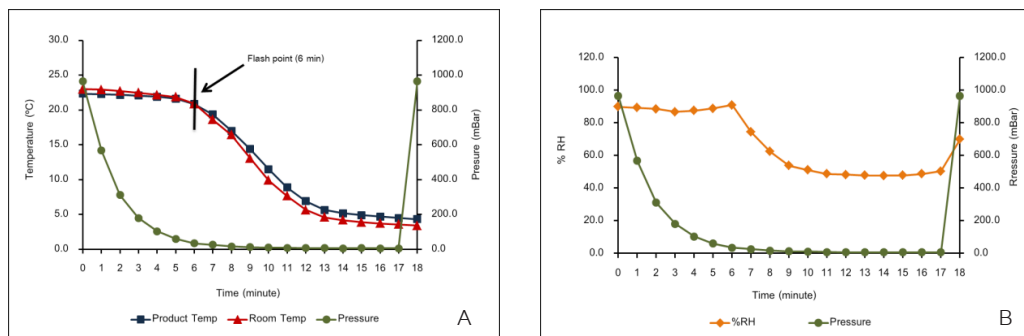 30.0
25.0
20.0
15.0
10.0
5.0
0.0
Temperature (ºC)
1200.0
1000.0
800.0
600.0
400.0
200.0
0.0
Presure (mBar)
Flash point (6 min)
0 1 2 3 4 5 6 7 8 9 10 11 12 13 14 15 16 17 18
Time (minute)
Product Temp Room Temp Pressure
A
120.0
100.0
80.0
60.0
40.0
20.0
0.0
% RH
1200.0
1000.0
800.0
600.0
400.0
200.0
0.0
Rressure (mBar)
0 1 2 3 4 5 6 7 8 9 10 11 12 13 14 15 16 17 18
Time (minute)
%RH Pressure
B